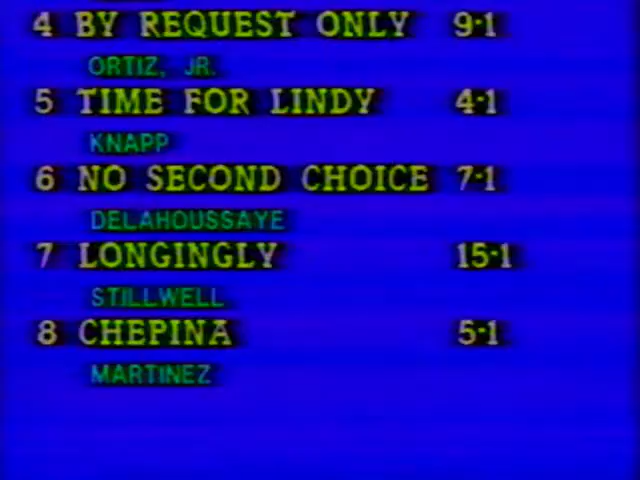 4 BY REQUEST ONLY 9-1
ORTIZ, JR.
5 TIME FOR LINDY 4-1
KNAPP
6 NO SECOND CHOICE 7-1
DELAHOUSSAYE
7 LONGINGLY 15-1
STILLWELL
8 CHEPINA 5-1
MARTINEZ